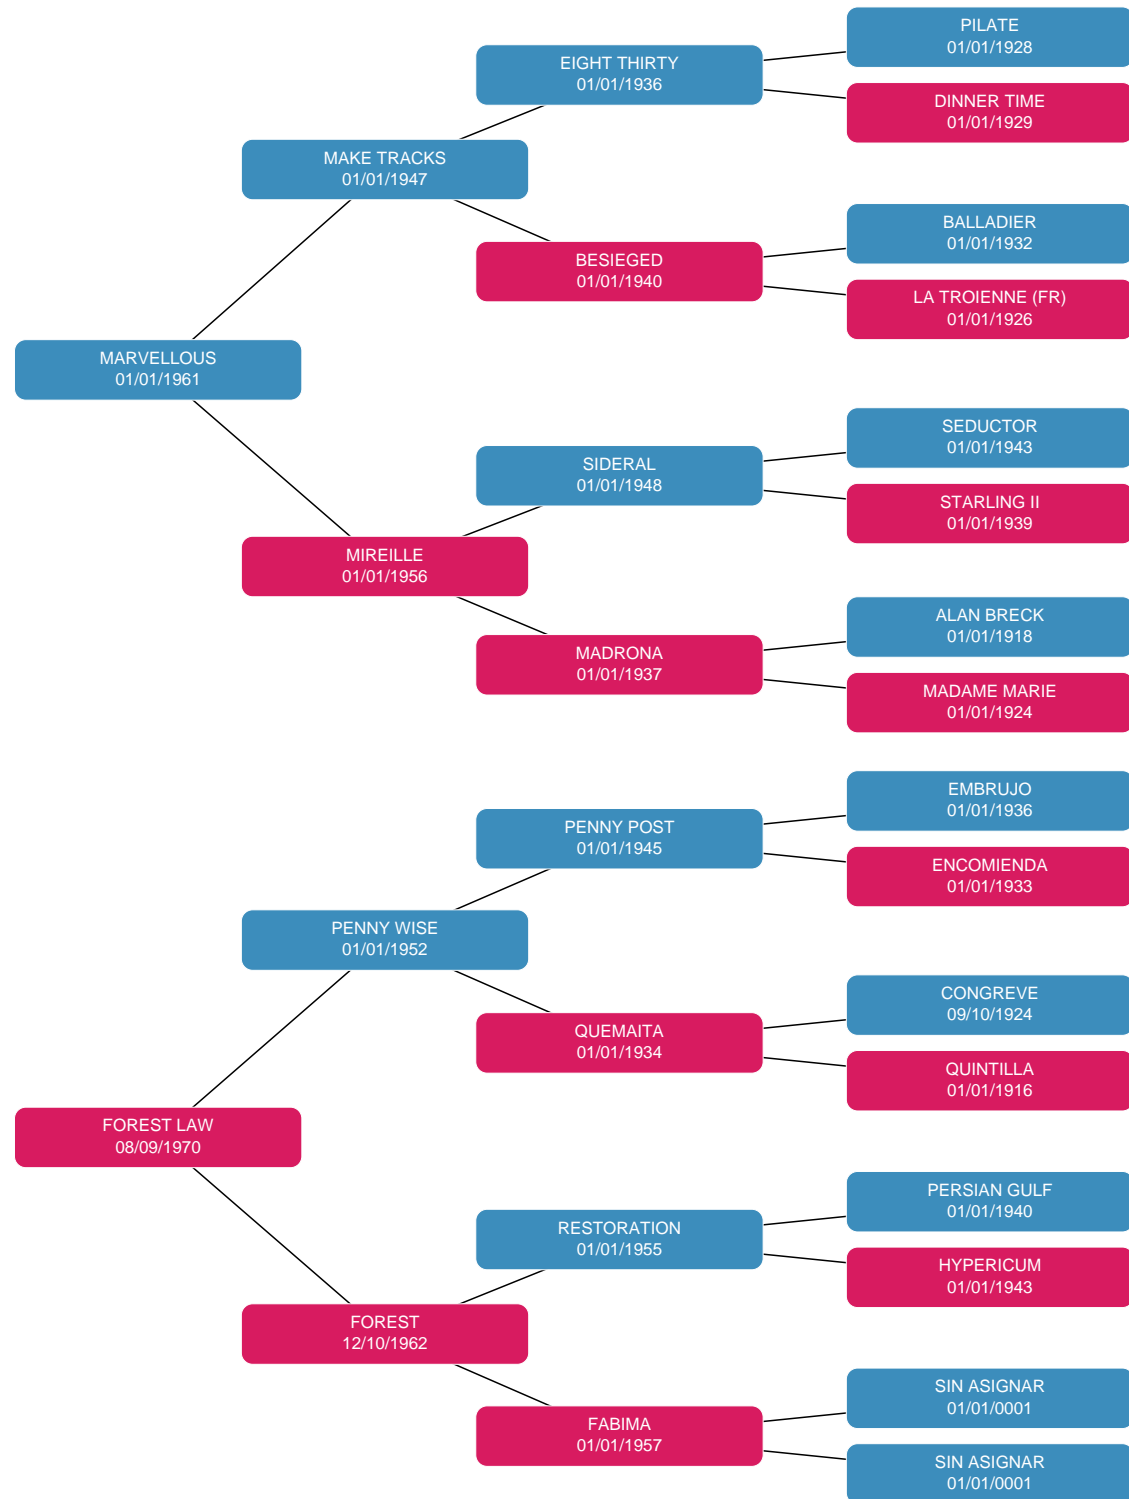 PILATE
01/01/1928
EIGHT THIRTY
01/01/1936
DINNER TIME
01/01/1929
MAKE TRACKS
01/01/1947
BALLADIER
01/01/1932
BESIEGED
01/01/1940
LA TROIENNE (FR)
01/01/1926
MARVELLOUS
01/01/1961
SEDUCTOR
01/01/1943
SIDERAL
01/01/1948
STARLING II
01/01/1939
MIREILLE
01/01/1956
ALAN BRECK
01/01/1918
MADRONA
01/01/1937
MADAME MARIE
01/01/1924
EMBRUJO
01/01/1936
PENNY POST
01/01/1945
ENCOMIENDA
01/01/1933
PENNY WISE
01/01/1952
CONGREVE
09/10/1924
QUEMAITA
01/01/1934
QUINTILLA
01/01/1916
FOREST LAW
08/09/1970
PERSIAN GULF
01/01/1940
RESTORATION
01/01/1955
HYPERICUM
01/01/1943
FOREST
12/10/1962
SIN ASIGNAR
01/01/0001
FABIMA
01/01/1957
SIN ASIGNAR
01/01/0001